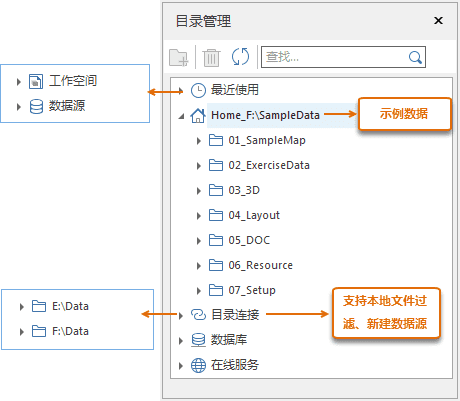 目录管理
查找...
工作空间
数据源
最近使用
Home_F:\SampleData
示例数据
01_SampleMap
02_ExerciseData
03_3D
04_Layout
05_DOC
06_Resource
07_Setup
E:\Data
F:\Data
目录连接
支持本地文件过
滤、新建数据源
数据库
在线服务